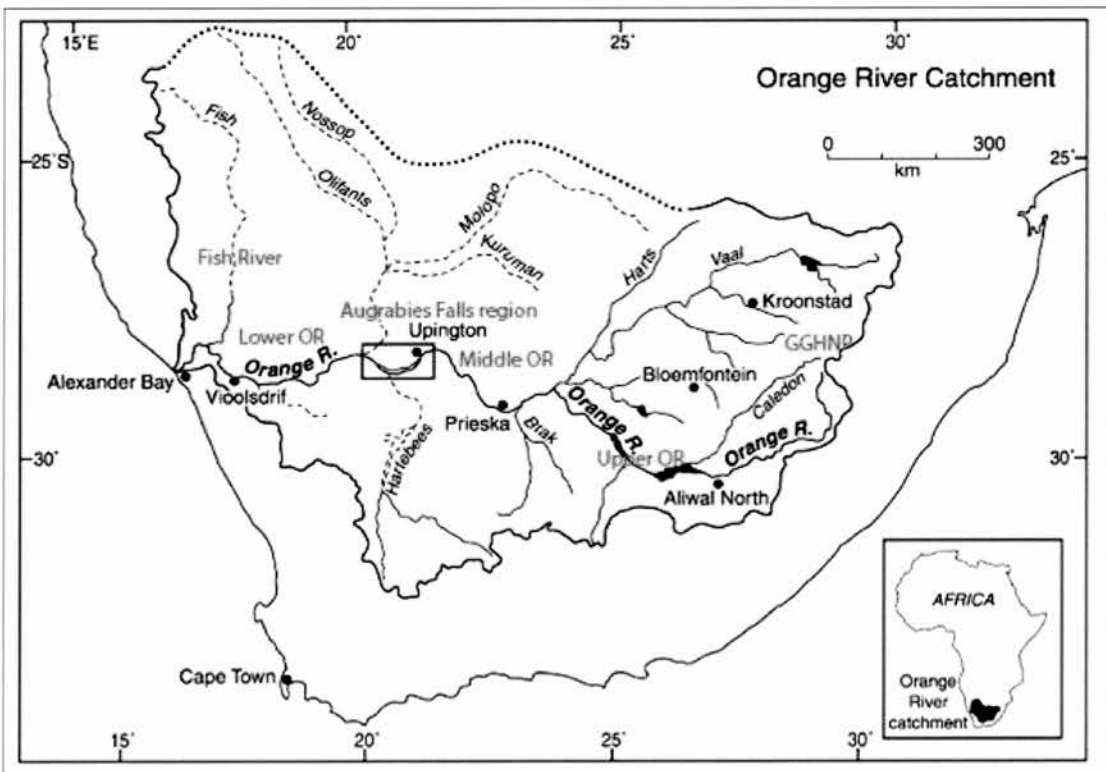 15°E
20°
25°
30°
Orange River Catchment
0 300
km
25°S
25°
Fish
Nossop
Olifants
Molopo
Kuruman
Harts
Vaal
Fish River
Kroonstad
Augrabies Falls region
Upington
Lower OR
Orange R.
Middle OR
GGHNP
Alexander Bay
Vioolsdrif
Bloemfontein
Caledon
Prieska
Brak
Orange R.
Orange R.
Hartebees
Upper OR
30°
30°
Aliwal North
AFRICA
Cape Town
Orange
River
catchment
15°
20°
25°
30°